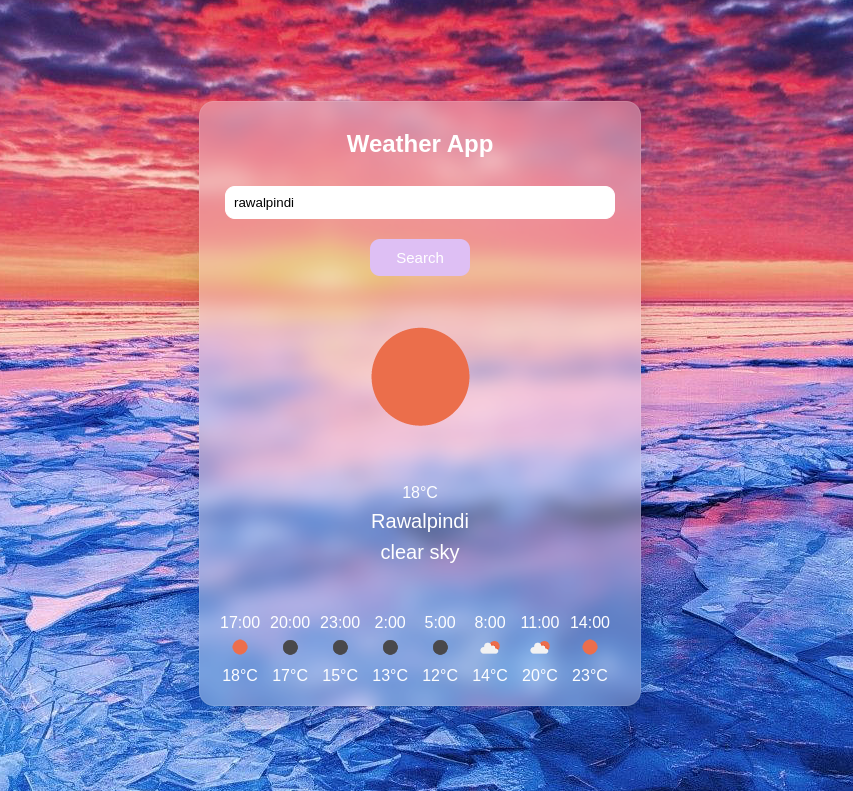 Weather App
rawalpindi
Search
18°C
Rawalpindi
clear sky
17:00 20:00 23:00 2:00 5:00 8:00 11:00 14:00
18°C 17°C 15°C 13°C 12°C 14°C 20°C 23°C